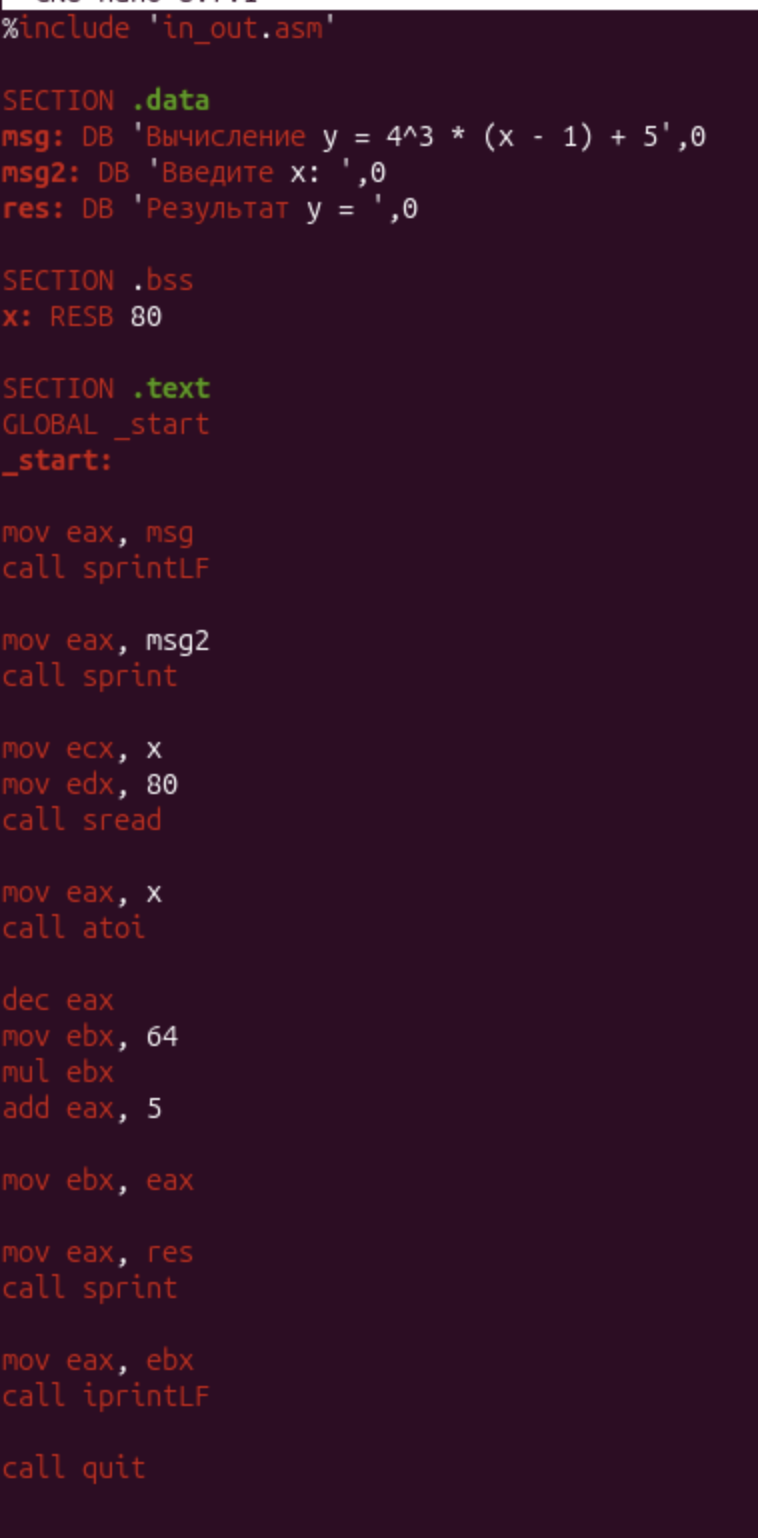 %include 'in_out.asm'
SECTION .data
msg: DB 'Вычисление y = 4^3 * (x - 1) + 5',0
msg2: DB 'Введите x: ',0
res: DB 'Результат y = ',0
SECTION .bss
x: RESB 80
SECTION .text
GLOBAL _start
_start:
mov eax, msg
call sprintLF
mov eax, msg2
call sprint
mov ecx, x
mov edx, 80
call sread
mov eax, x
call atoi
dec eax
mov ebx, 64
mul ebx
add eax, 5
mov ebx, eax
mov eax, res
call sprint
mov eax, ebx
call iprintLF
call quit